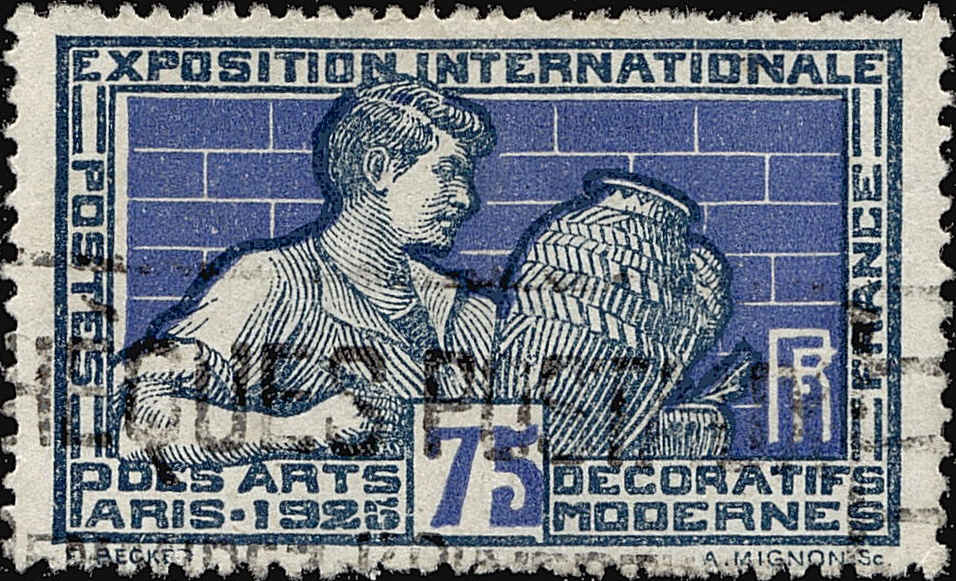 EXPOSITION INTERNATIONALE
POSTES
FRANCE
RF
75
DES ARTS
DECORATIFS
PARIS·1925
MODERNES
A. MIGNON Sc